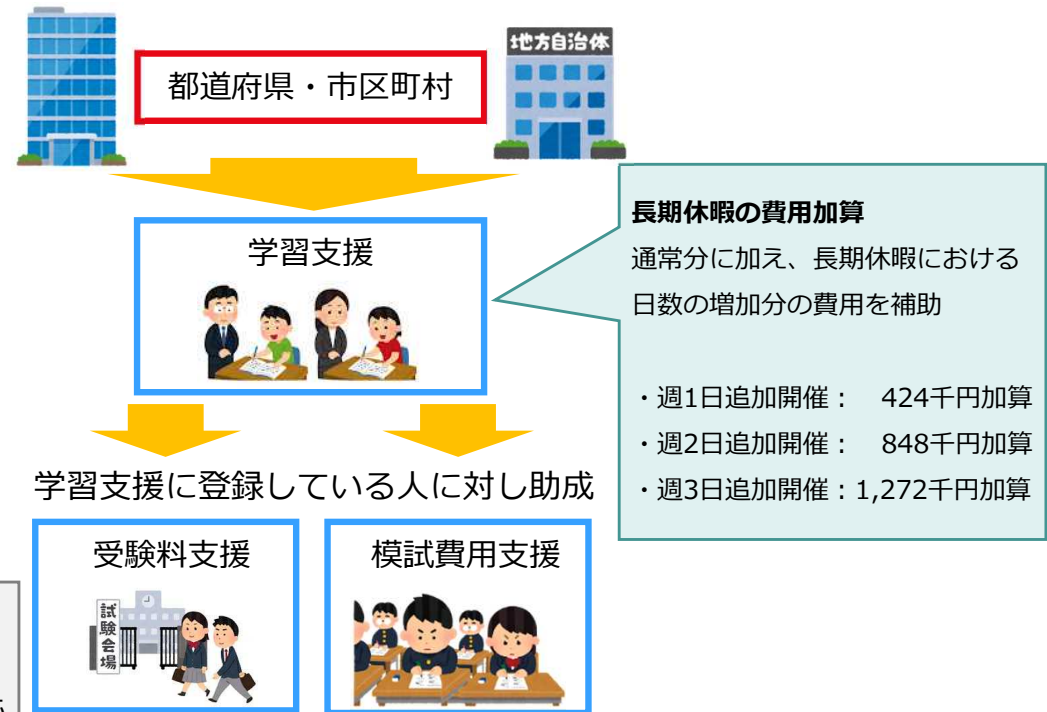 地方自治体
都道府県・市区町村
学習支援
長期休暇の費用加算
通常分に加え、長期休暇における
日数の増加分の費用を補助
・週1日追加開催： 424千円加算
・週2日追加開催： 848千円加算
・週3日追加開催：1,272千円加算
学習支援に登録している人に対し助成
受験料支援
模試費用支援
試験会場